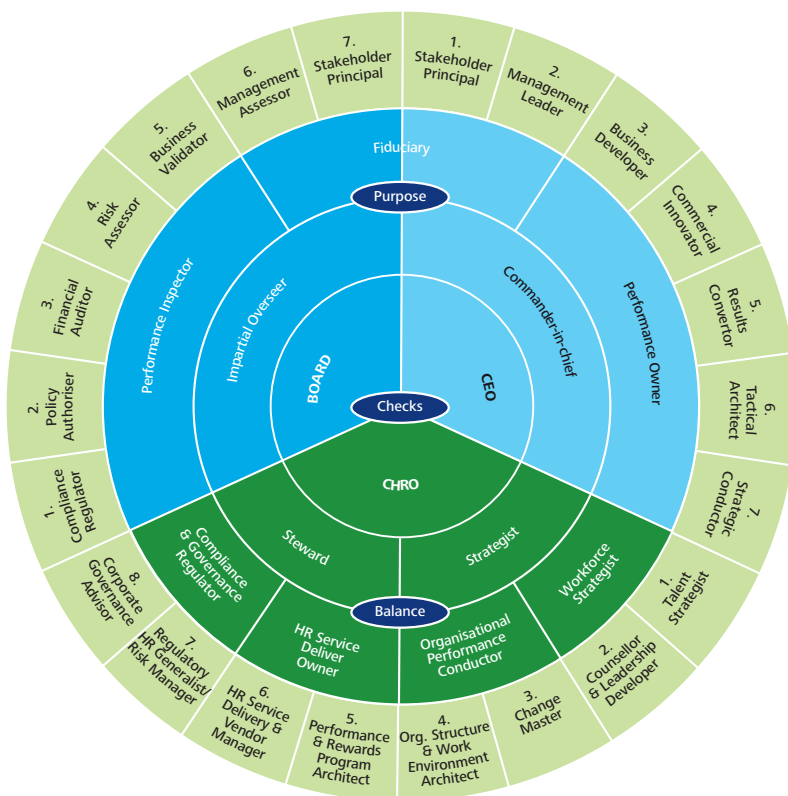 7.
Stakeholder
Principal
1.
Stakeholder
Principal
2.
Management
Leader
3.
Business
Developer
4.
Commercial
Innovator
5.
Results
Convertor
6.
Tactical
Architect
7.
Strategic
Conductor
1.
Talent
Strategist
2.
Counsellor
& Leadership
Developer
3.
Change
Master
4.
Org. Structure
& Work
Environment
Architect
5.
Performance
& Rewards
Program
Architect
6.
HR Service
Delivery &
Vendor
Manager
7.
Regulatory
HR Generalist/
Risk Manager
8.
Corporate
Governance
Advisor
1.
Compliance
Regulator
2.
Policy
Authoriser
3.
Financial
Auditor
4.
Risk
Assessor
5.
Business
Validator
6.
Management
Assessor
Fiduciary
Purpose
Performance Inspector
Impartial Overseer
BOARD
CEO
Commander-in-chief
Performance Owner
Checks
CHRO
Steward
Strategist
Compliance
& Governance
Regulator
Workforce
Strategist
Balance
HR Service
Deliver
Owner
Organisational
Performance
Conductor